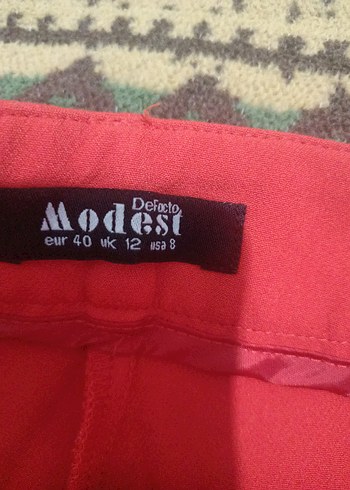 DeFacto
Modest
eur 40 uk 12 usa 8